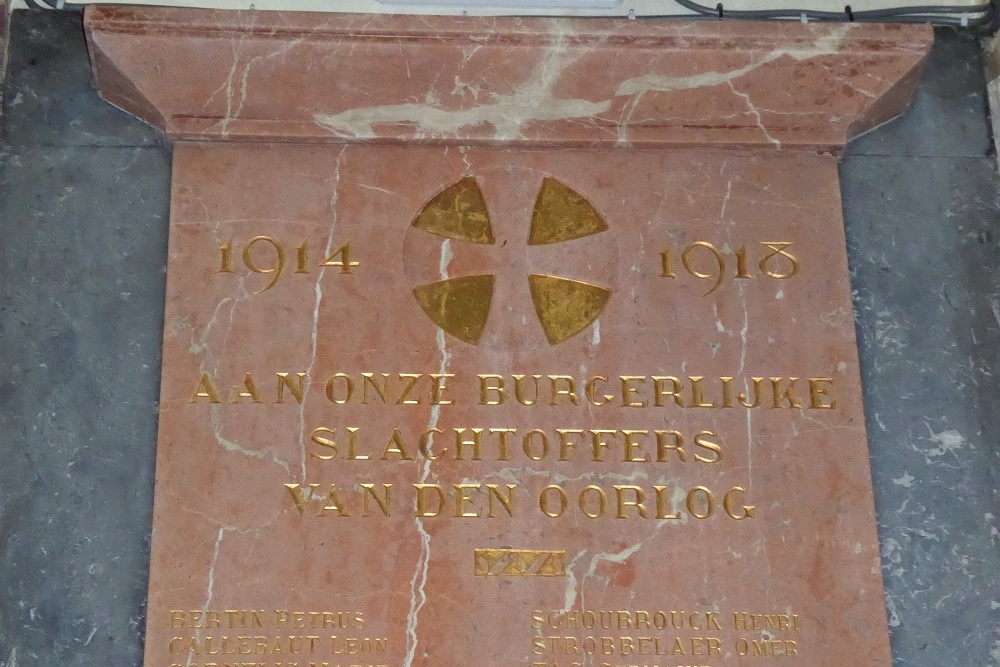 1914 1918
AAN ONZE BURGERLIJKE
SLACHTOFFERS
VAN DEN OORLOG
BERTIN PETRUS
CALLEBAUT LEON
SCHOUBROUCK HENRI
STROBBELAER OMER